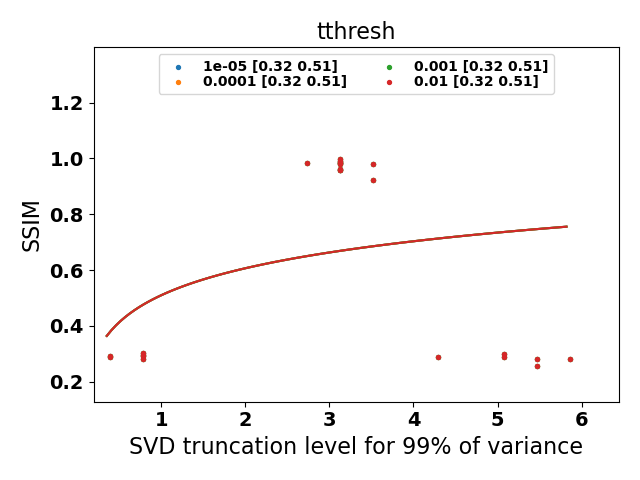 tthresh
1e-05 [0.32 0.51]
0.0001 [0.32 0.51]
0.001 [0.32 0.51]
0.01 [0.32 0.51]
SSIM
1.2
1.0
0.8
0.6
0.4
0.2
1 2 3 4 5 6
SVD truncation level for 99% of variance